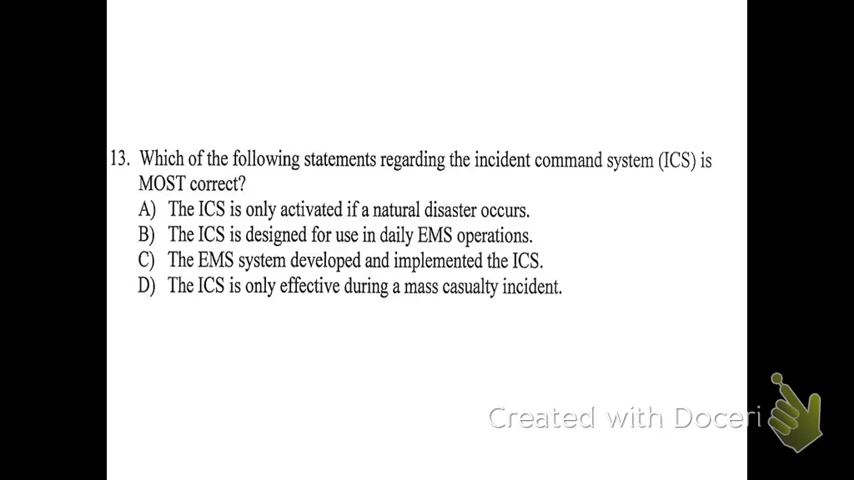 13. Which of the following statements regarding the incident command system (ICS) is
MOST correct?
A) The ICS is only activated if a natural disaster occurs.
B) The ICS is designed for use in daily EMS operations.
C) The EMS system developed and implemented the ICS.
D) The ICS is only effective during a mass casualty incident.
Created with Doceri